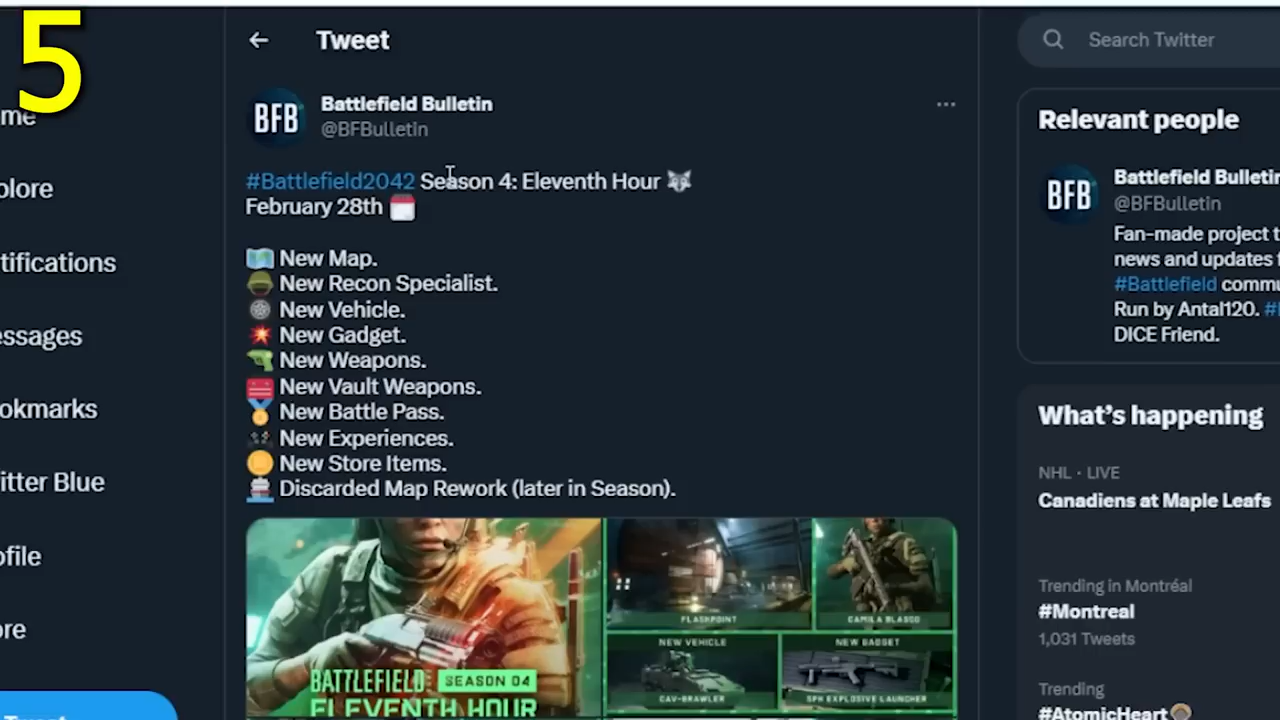 5
me
plore
tifications
essages
okmarks
itter Blue
ofile
ore
Tweet
Tweet
BFB
Battlefield Bulletin
@BFBulletin
#Battlefield2042 Season 4: Eleventh Hour
February 28th
New Map.
New Recon Specialist.
New Vehicle.
New Gadget.
New Weapons.
New Vault Weapons.
New Battle Pass.
New Experiences.
New Store Items.
Discarded Map Rework (later in Season).
BATTLEFIELD SEASON 04
ELEVENTH HOUR
FLASHPOINT
CAMILA BLASCO
NEW VEHICLE
NEW GADGET
CAV-BRAWLER
SPH EXPLOSIVE LAUNCHER
Search Twitter
Relevant people
BFB
Battlefield Bulletin
@BFBulletin
Fan-made project t
news and updates f
#Battlefield commu
Run by Antal120. #
DICE Friend.
What's happening
NHL · LIVE
Canadiens at Maple Leafs
Trending in Montréal
#Montreal
1,031 Tweets
Trending
#AtomicHeart